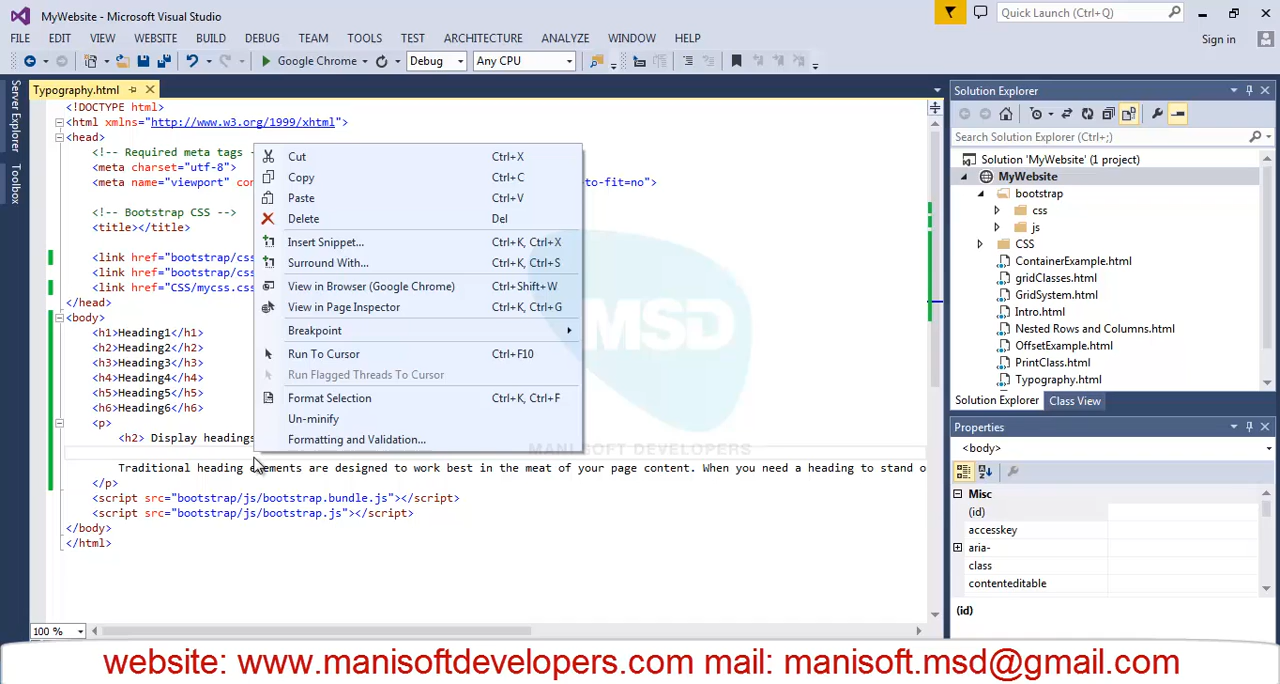 MyWebsite - Microsoft Visual Studio
Quick Launch (Ctrl+Q)
FILE EDIT VIEW WEBSITE BUILD DEBUG TEAM TOOLS TEST ARCHITECTURE ANALYZE WINDOW HELP
Sign in
Google Chrome Debug Any CPU
Server Explorer
Toolbox
Typography.html
<!DOCTYPE html>
<html xmlns="http://www.w3.org/1999/xhtml">
<head>
<!-- Required meta tags -
<meta charset="utf-8">
<meta name="viewport" con to-fit=no">
<!-- Bootstrap CSS -->
<title></title>
<link href="bootstrap/css
<link href="bootstrap/css
<link href="CSS/mycss.css
</head>
<body>
<h1>Heading1</h1>
<h2>Heading2</h2>
<h3>Heading3</h3>
<h4>Heading4</h4>
<h5>Heading5</h5>
<h6>Heading6</h6>
<p>
<h2> Display headings
Traditional heading elements are designed to work best in the meat of your page content. When you need a heading to stand o
</p>
<script src="bootstrap/js/bootstrap.bundle.js"></script>
<script src="bootstrap/js/bootstrap.js"></script>
</body>
</html>
Cut Ctrl+X
Copy Ctrl+C
Paste Ctrl+V
Delete Del
Insert Snippet... Ctrl+K, Ctrl+X
Surround With... Ctrl+K, Ctrl+S
View in Browser (Google Chrome) Ctrl+Shift+W
View in Page Inspector Ctrl+K, Ctrl+G
Breakpoint
Run To Cursor Ctrl+F10
Run Flagged Threads To Cursor
Format Selection Ctrl+K, Ctrl+F
Un-minify
Formatting and Validation...
MSD
MANISOFT DEVELOPERS
100 %
Solution Explorer
Search Solution Explorer (Ctrl+;)
Solution 'MyWebsite' (1 project)
MyWebsite
bootstrap
css
js
CSS
ContainerExample.html
gridClasses.html
GridSystem.html
Intro.html
Nested Rows and Columns.html
OffsetExample.html
PrintClass.html
Typography.html
Solution Explorer Class View
Properties
<body>
Misc
(id)
accesskey
aria-
class
contenteditable
(id)
website: www.manisoftdevelopers.com mail: manisoft.msd@gmail.com